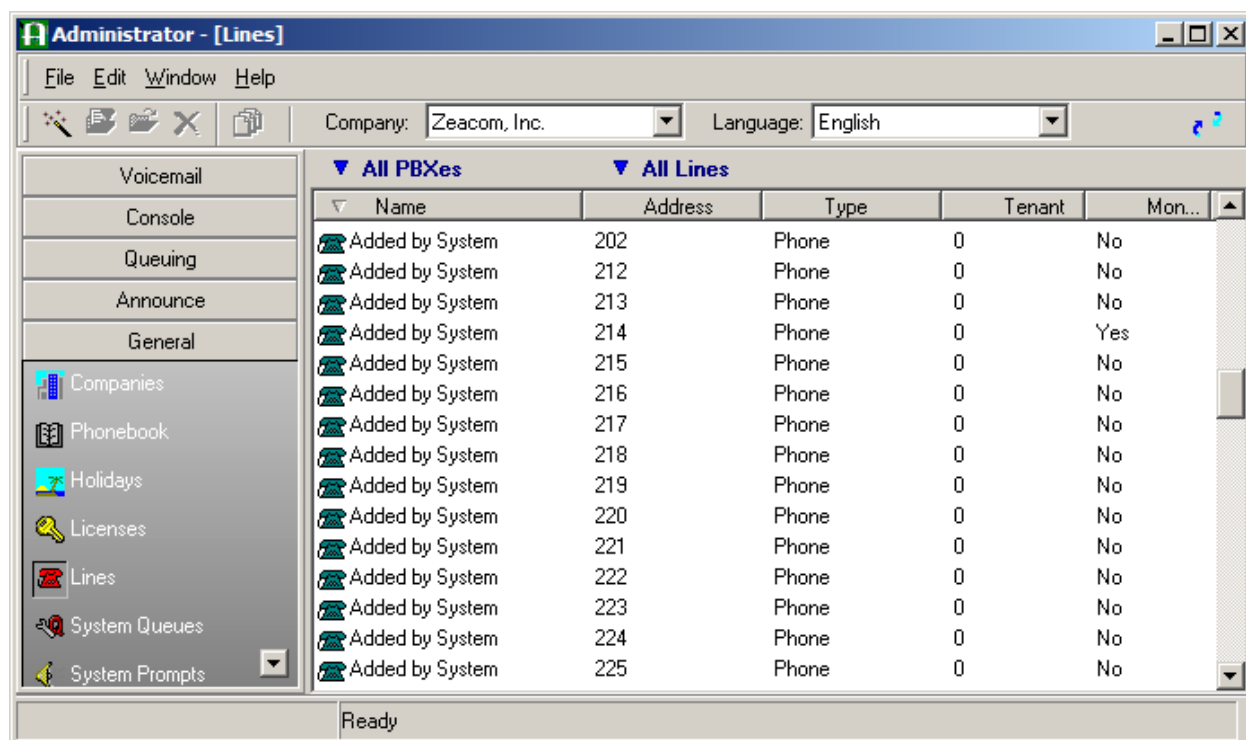 Administrator - [Lines]
File Edit Window Help
Company: Zeacom, Inc. Language: English
Voicemail
Console
Queuing
Announce
General
Companies
Phonebook
Holidays
Licenses
Lines
System Queues
System Prompts
All PBXes All Lines
Name Address Type Tenant Mon...
Added by System 202 Phone 0 No
Added by System 212 Phone 0 No
Added by System 213 Phone 0 No
Added by System 214 Phone 0 Yes
Added by System 215 Phone 0 No
Added by System 216 Phone 0 No
Added by System 217 Phone 0 No
Added by System 218 Phone 0 No
Added by System 219 Phone 0 No
Added by System 220 Phone 0 No
Added by System 221 Phone 0 No
Added by System 222 Phone 0 No
Added by System 223 Phone 0 No
Added by System 224 Phone 0 No
Added by System 225 Phone 0 No
Ready